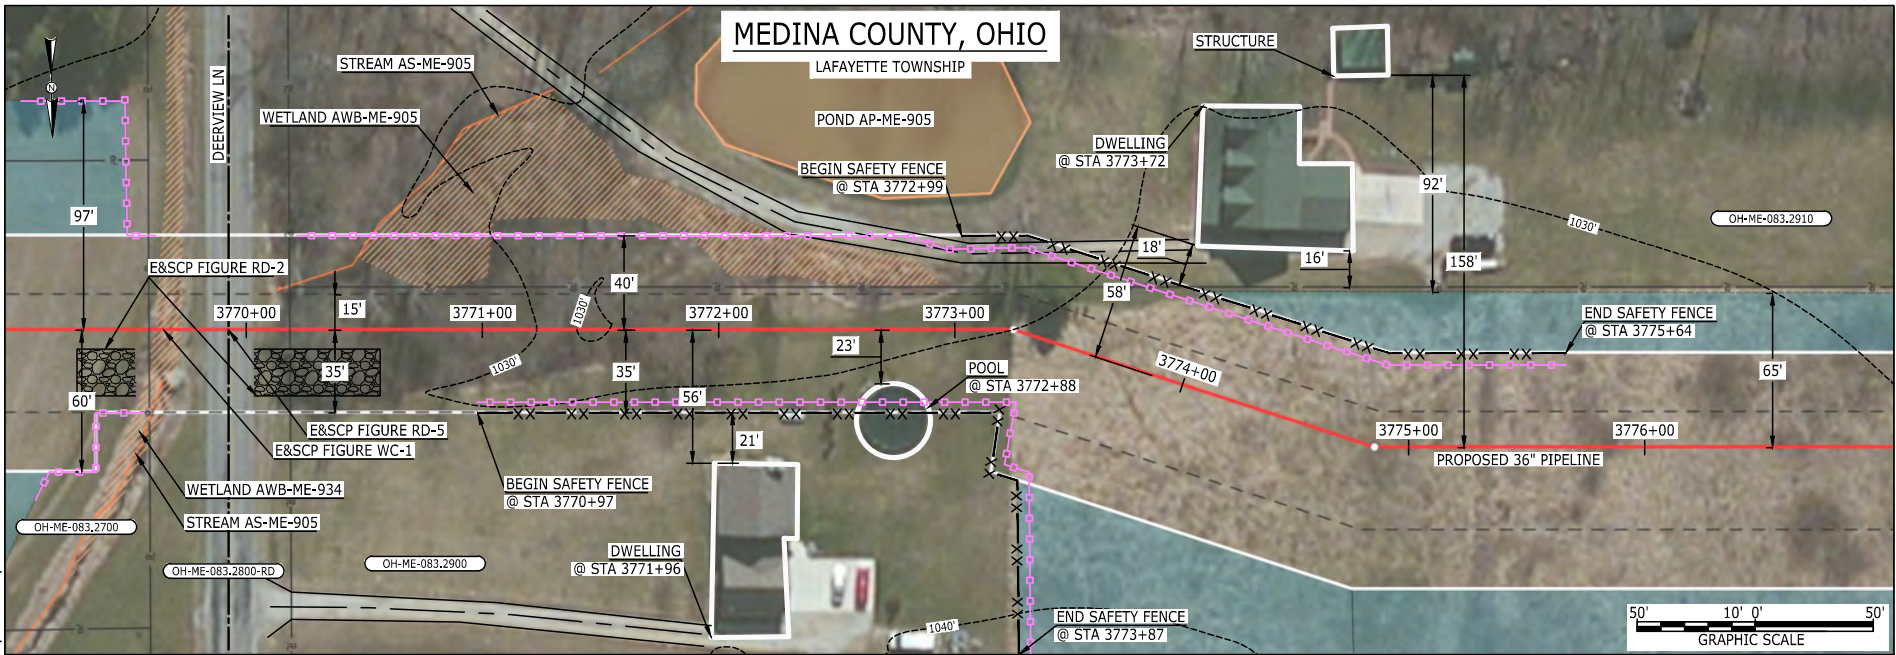 MEDINA COUNTY, OHIO
LAFAYETTE TOWNSHIP
STRUCTURE
STREAM AS-ME-905
N
DEERVIEW LN
WETLAND AWB-ME-905
POND AP-ME-905
DWELLING
@ STA 3773+72
BEGIN SAFETY FENCE
@ STA 3772+99
92'
97'
OH-ME-083.2910
1030'
18'
16'
158'
E&SCP FIGURE RD-2
40'
58'
15'
3770+00
3771+00
1030'
3772+00
3773+00
END SAFETY FENCE
@ STA 3775+64
23'
1030'
35'
35'
POOL
@ STA 3772+88
3774+00
65'
60'
56'
E&SCP FIGURE RD-5
E&SCP FIGURE WC-1
21'
3775+00
3776+00
PROPOSED 36" PIPELINE
WETLAND AWB-ME-934
BEGIN SAFETY FENCE
@ STA 3770+97
STREAM AS-ME-905
OH-ME-083.2700
DWELLING
@ STA 3771+96
OH-ME-083.2900
OH-ME-083.2800-RD
END SAFETY FENCE
@ STA 3773+87
1040'
50'
10'
0'
50'
GRAPHIC SCALE